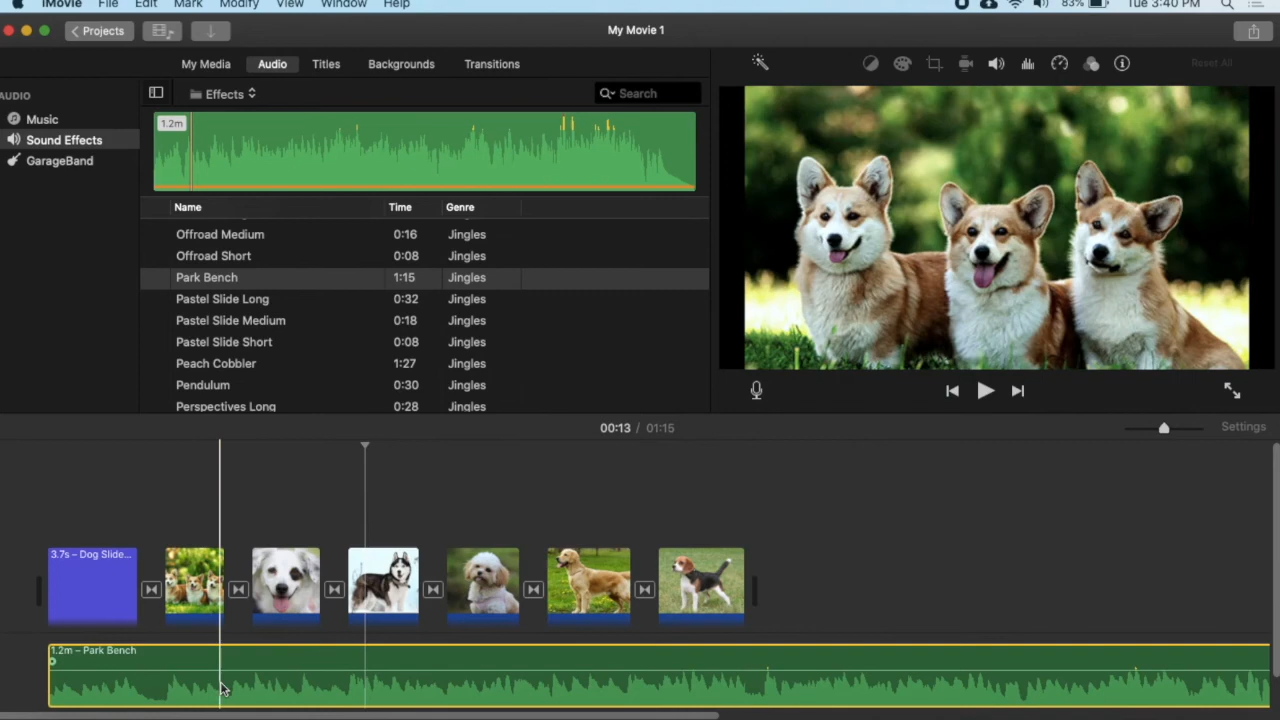 iMovie File Edit Mark Modify View Window Help 83% Tue 3:40 PM
Projects My Movie 1
My Media Audio Titles Backgrounds Transitions Reset All
AUDIO Effects Search
Music
Sound Effects
GarageBand
1.2m
Name Time Genre
Offroad Medium 0:16 Jingles
Offroad Short 0:08 Jingles
Park Bench 1:15 Jingles
Pastel Slide Long 0:32 Jingles
Pastel Slide Medium 0:18 Jingles
Pastel Slide Short 0:08 Jingles
Peach Cobbler 1:27 Jingles
Pendulum 0:30 Jingles
Perspectives Long 0:28 Jingles
00:13 / 01:15 Settings
3.7s – Dog Slide...
1.2m – Park Bench